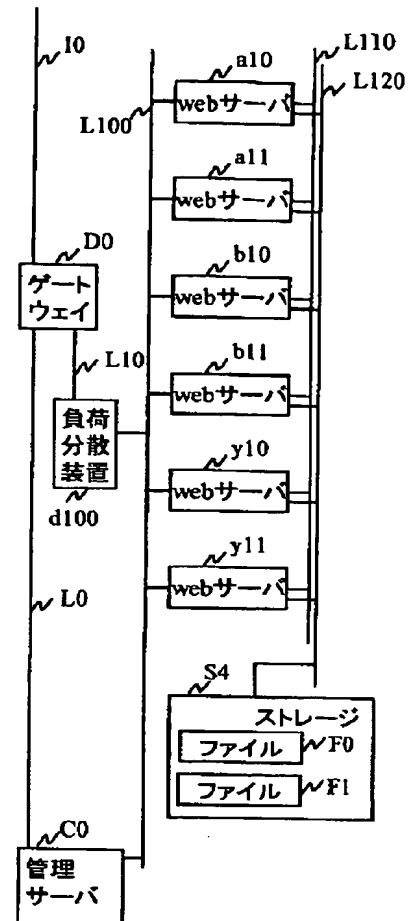 I0
L100
a10
webサーバ
L110
L120
a11
webサーバ
D0
ゲート
ウェイ
b10
webサーバ
L10
b11
webサーバ
負荷
分散
装置
d100
y10
webサーバ
y11
webサーバ
L0
S4
ストレージ
ファイル
F0
ファイル
F1
C0
管理
サーバ